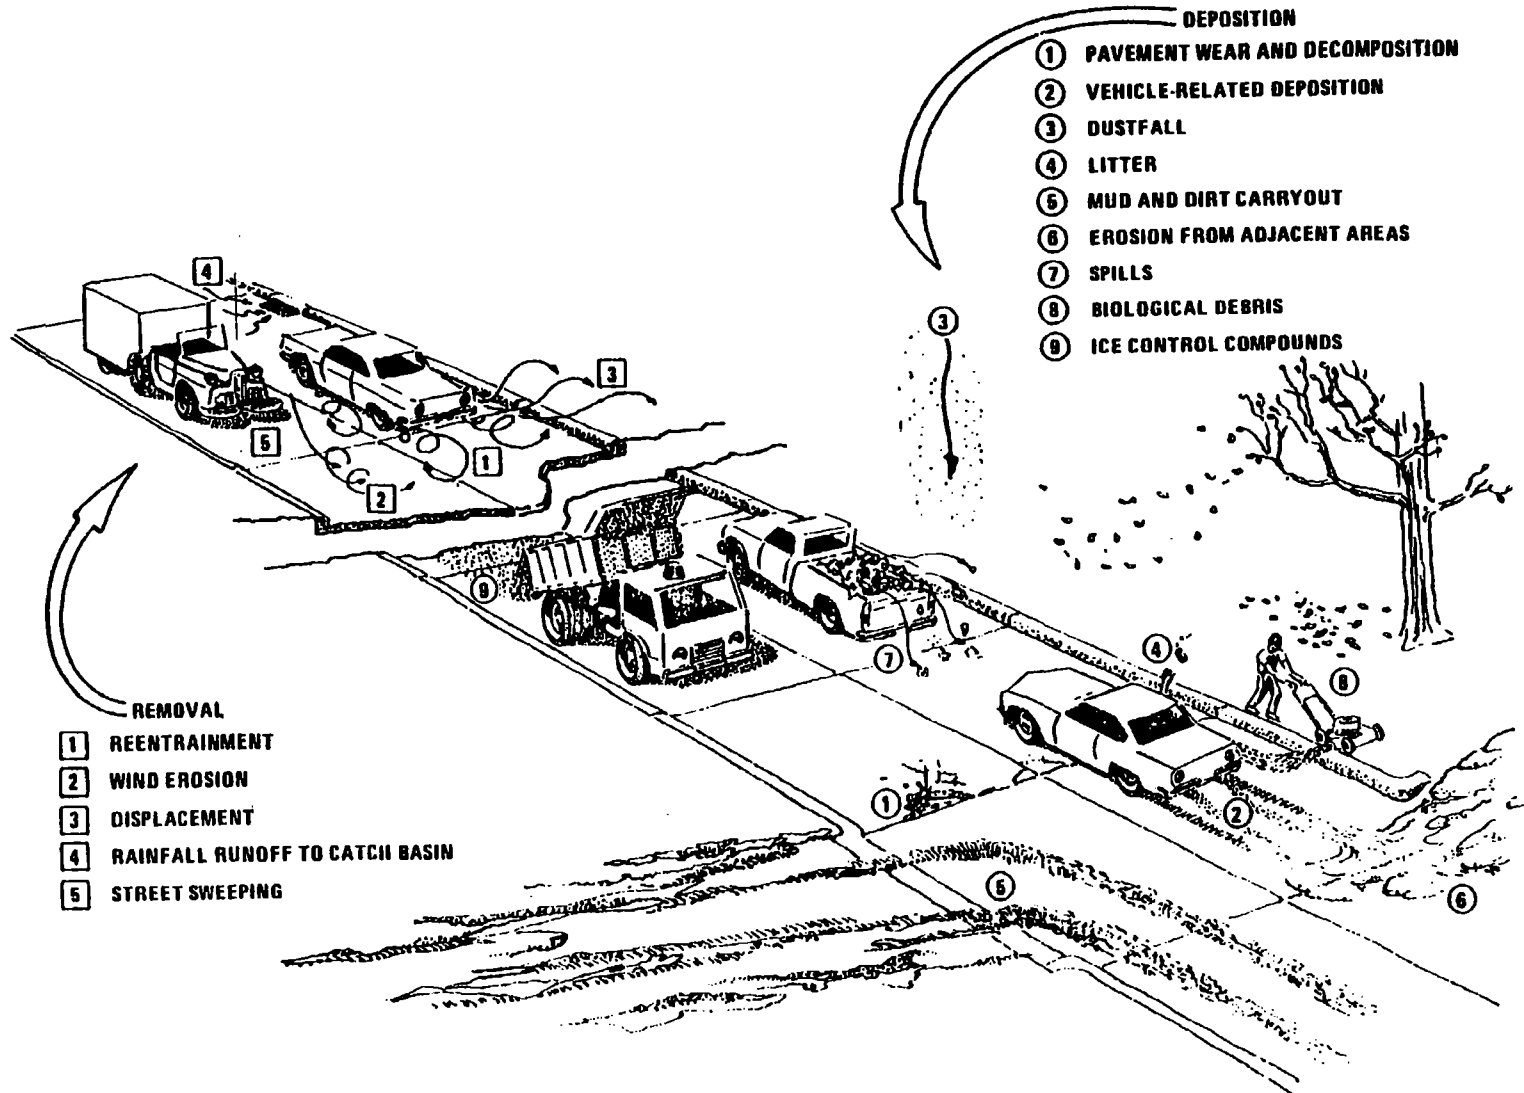 DEPOSITION
1 PAVEMENT WEAR AND DECOMPOSITION
2 VEHICLE-RELATED DEPOSITION
3 DUSTFALL
4 LITTER
5 MUD AND DIRT CARRYOUT
6 EROSION FROM ADJACENT AREAS
7 SPILLS
8 BIOLOGICAL DEBRIS
9 ICE CONTROL COMPOUNDS
4
3
3
5
1
2
9
7
4
8
1
2
5
6
REMOVAL
1 REENTRAINMENT
2 WIND EROSION
3 DISPLACEMENT
4 RAINFALL RUNOFF TO CATCH BASIN
5 STREET SWEEPING